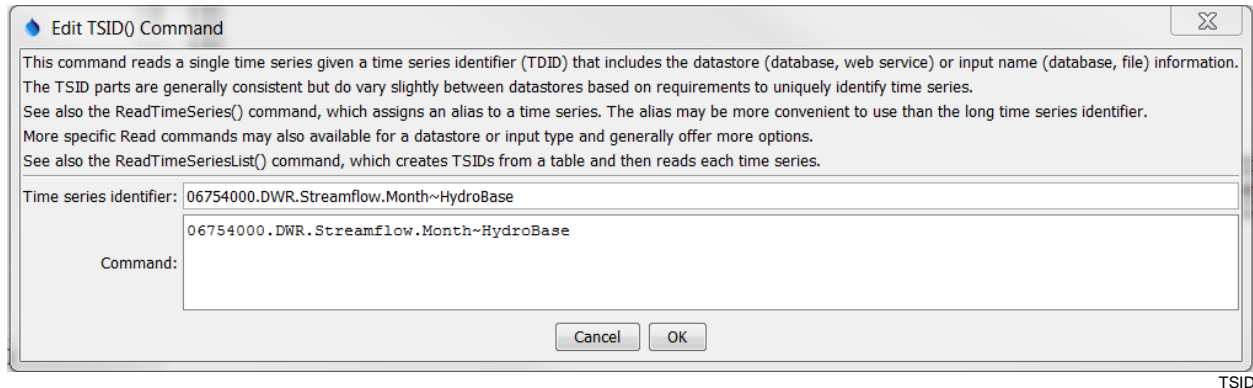 Edit TSID() Command
This command reads a single time series given a time series identifier (TDID) that includes the datastore (database, web service) or input name (database, file) information.
The TSID parts are generally consistent but do vary slightly between datastores based on requirements to uniquely identify time series.
See also the ReadTimeSeries() command, which assigns an alias to a time series. The alias may be more convenient to use than the long time series identifier.
More specific Read commands may also available for a datastore or input type and generally offer more options.
See also the ReadTimeSeriesList() command, which creates TSIDs from a table and then reads each time series.
Time series identifier: 06754000.DWR.Streamflow.Month~HydroBase
06754000.DWR.Streamflow.Month~HydroBase
Command:
Cancel OK
TSID